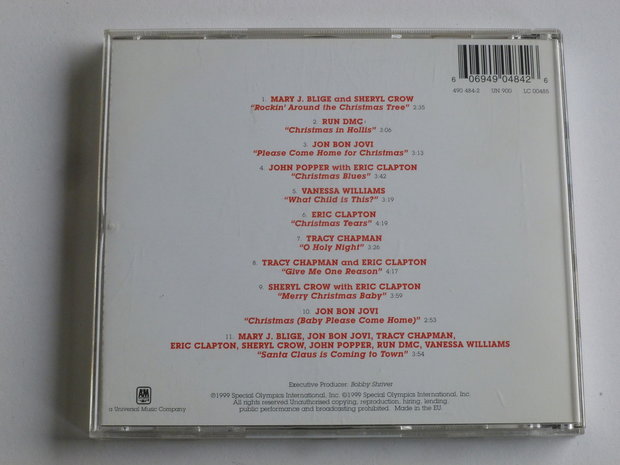 6 06949 04842 6
490 484-2 UN 900 LC 00485
1. MARY J. BLIGE and SHERYL CROW
"Rockin' Around the Christmas Tree" 2:35
2. RUN DMC
"Christmas in Hollis" 3:06
3. JON BON JOVI
"Please Come Home for Christmas" 3:13
4. JOHN POPPER with ERIC CLAPTON
"Christmas Blues" 3:42
5. VANESSA WILLIAMS
"What Child is This?" 3:19
6. ERIC CLAPTON
"Christmas Tears" 4:19
7. TRACY CHAPMAN
"O Holy Night" 3:26
8. TRACY CHAPMAN and ERIC CLAPTON
"Give Me One Reason" 4:17
9. SHERYL CROW with ERIC CLAPTON
"Merry Christmas Baby" 3:59
10. JON BON JOVI
"Christmas (Baby Please Come Home)" 2:53
11. MARY J. BLIGE, JON BON JOVI, TRACY CHAPMAN,
ERIC CLAPTON, SHERYL CROW, JOHN POPPER, RUN DMC, VANESSA WILLIAMS
"Santa Claus is Coming to Town" 3:54
Executive Producer: Bobby Shriver
℗1999 Special Olympics International, Inc. ©1999 Special Olympics International, Inc.
All rights reserved Unauthorised copying, reproduction, hiring, lending,
public performance and broadcasting prohibited. Made in the EU
A&M
a Universal Music Company